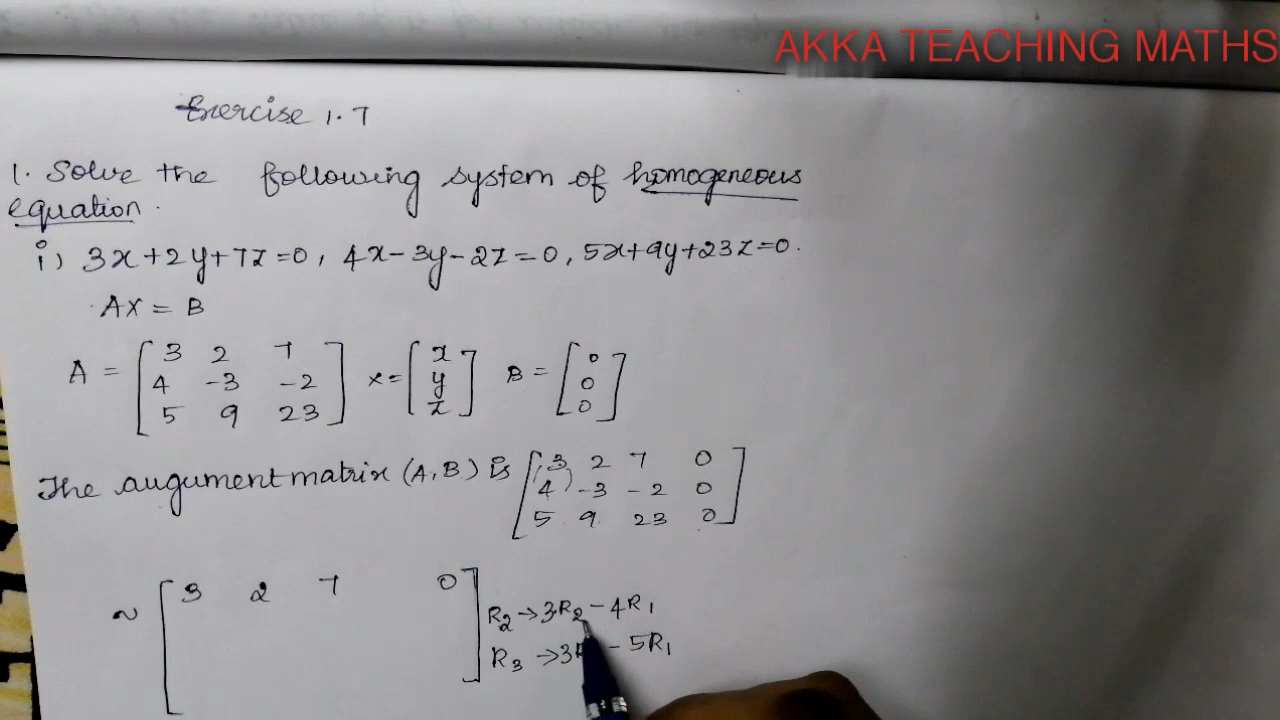 AKKA TEACHING MATHS
Exercise 1.7
1. Solve the following system of homogeneous
equation.
i) 3x+2y+7z=0, 4x-3y-2z=0, 5x+9y+23z=0.
AX = B
A = [3 2 7
4 -3 -2
5 9 23] X = [x
y
z] B = [0
0
0]
The augument matrix (A,B) is [3 2 7 0
4 -3 -2 0
5 9 23 0]
~ [3 2 7 0] R2→3R2-4R1
R3→3 - 5R1